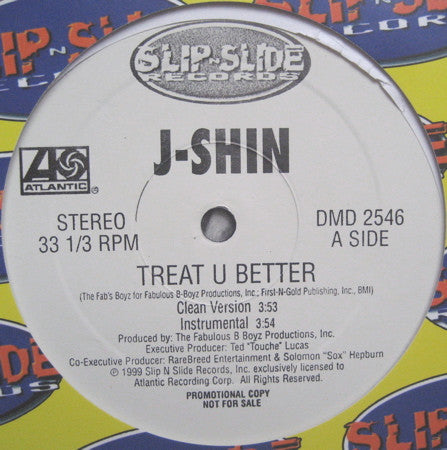 SLIP-N-SLIDE
RECORDS
J-SHIN
ATLANTIC ®
STEREO
33 1/3 RPM
DMD 2546
A SIDE
TREAT U BETTER
(The Fab's Boyz for Fabulous B-Boyz Productions, Inc.; First-N-Gold Publishing, Inc., BMI)
Clean Version 3:53
Instrumental 3:54
Produced by: The Fabulous B Boyz Productions, Inc.
Executive Producer: Ted "Touche" Lucas
Co-Executive Producer: RareBreed Entertainment & Solomon "Sox" Hepburn
℗ © 1999 Slip N Slide Records, Inc. exclusively licensed to
Atlantic Recording Corp. All Rights Reserved.
PROMOTIONAL COPY
NOT FOR SALE